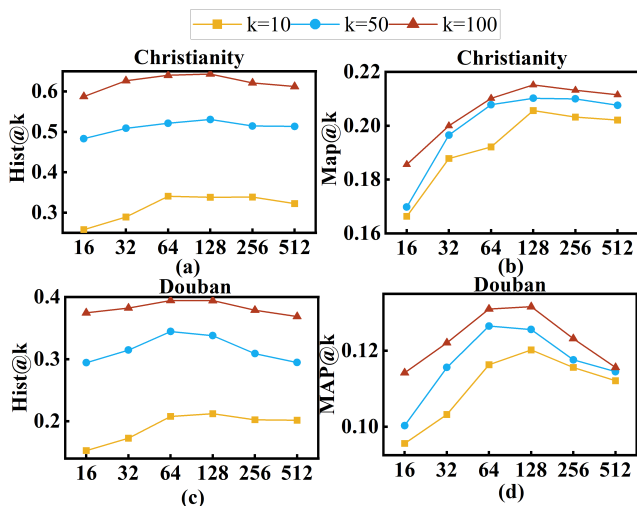 k=10 k=50 k=100
Christianity
Hist@k
0.6
0.5
0.4
0.3
16 32 64 128 256 512
(a)
Christianity
Map@k
0.22
0.20
0.18
0.16
16 32 64 128 256 512
(b)
Douban
Hist@k
0.4
0.3
0.2
16 32 64 128 256 512
(c)
Douban
MAP@k
0.12
0.10
16 32 64 128 256 512
(d)